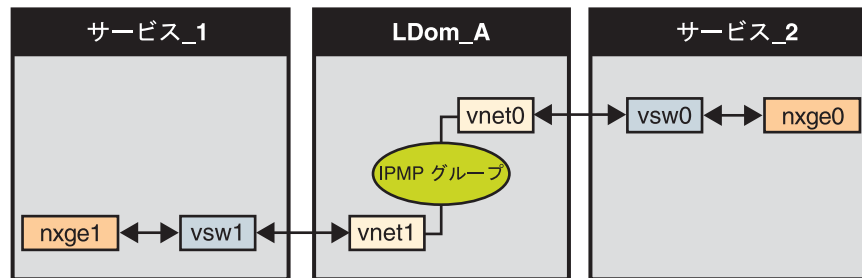 サービス_1
LDom_A
サービス_2
vnet0
vsw0
nxge0
IPMP グループ
nxge1
vsw1
vnet1